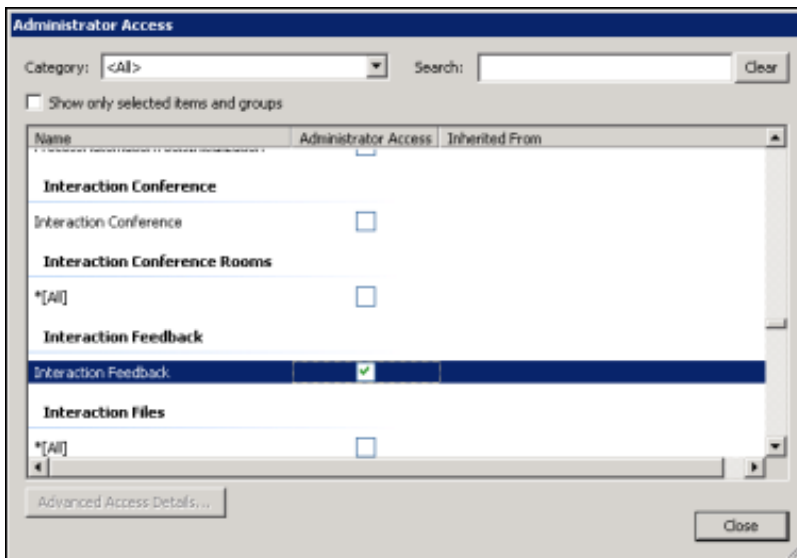 Administrator Access
Category: <All> Search: Clear
Show only selected items and groups
Name Administrator Access Inherited From
Interaction Conference
Interaction Conference
Interaction Conference Rooms
*[All]
Interaction Feedback
Interaction Feedback
Interaction Files
*[All]
Advanced Access Details...
Close